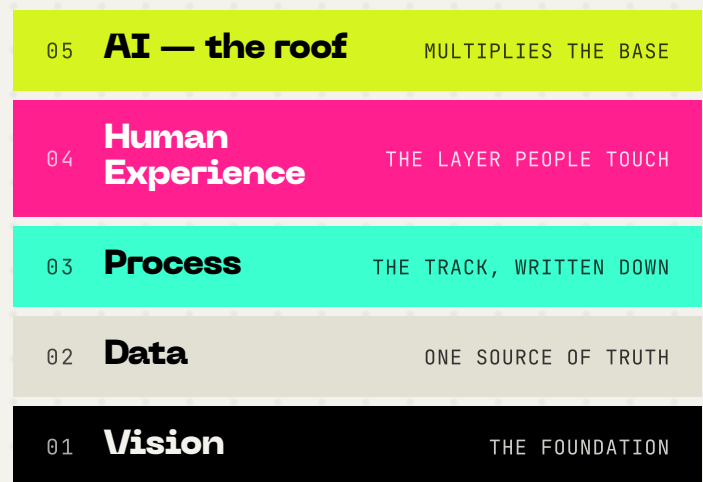 05 AI — the roof MULTIPLIES THE BASE
04 Human
Experience THE LAYER PEOPLE TOUCH
03 Process THE TRACK, WRITTEN DOWN
02 Data ONE SOURCE OF TRUTH
01 Vision THE FOUNDATION